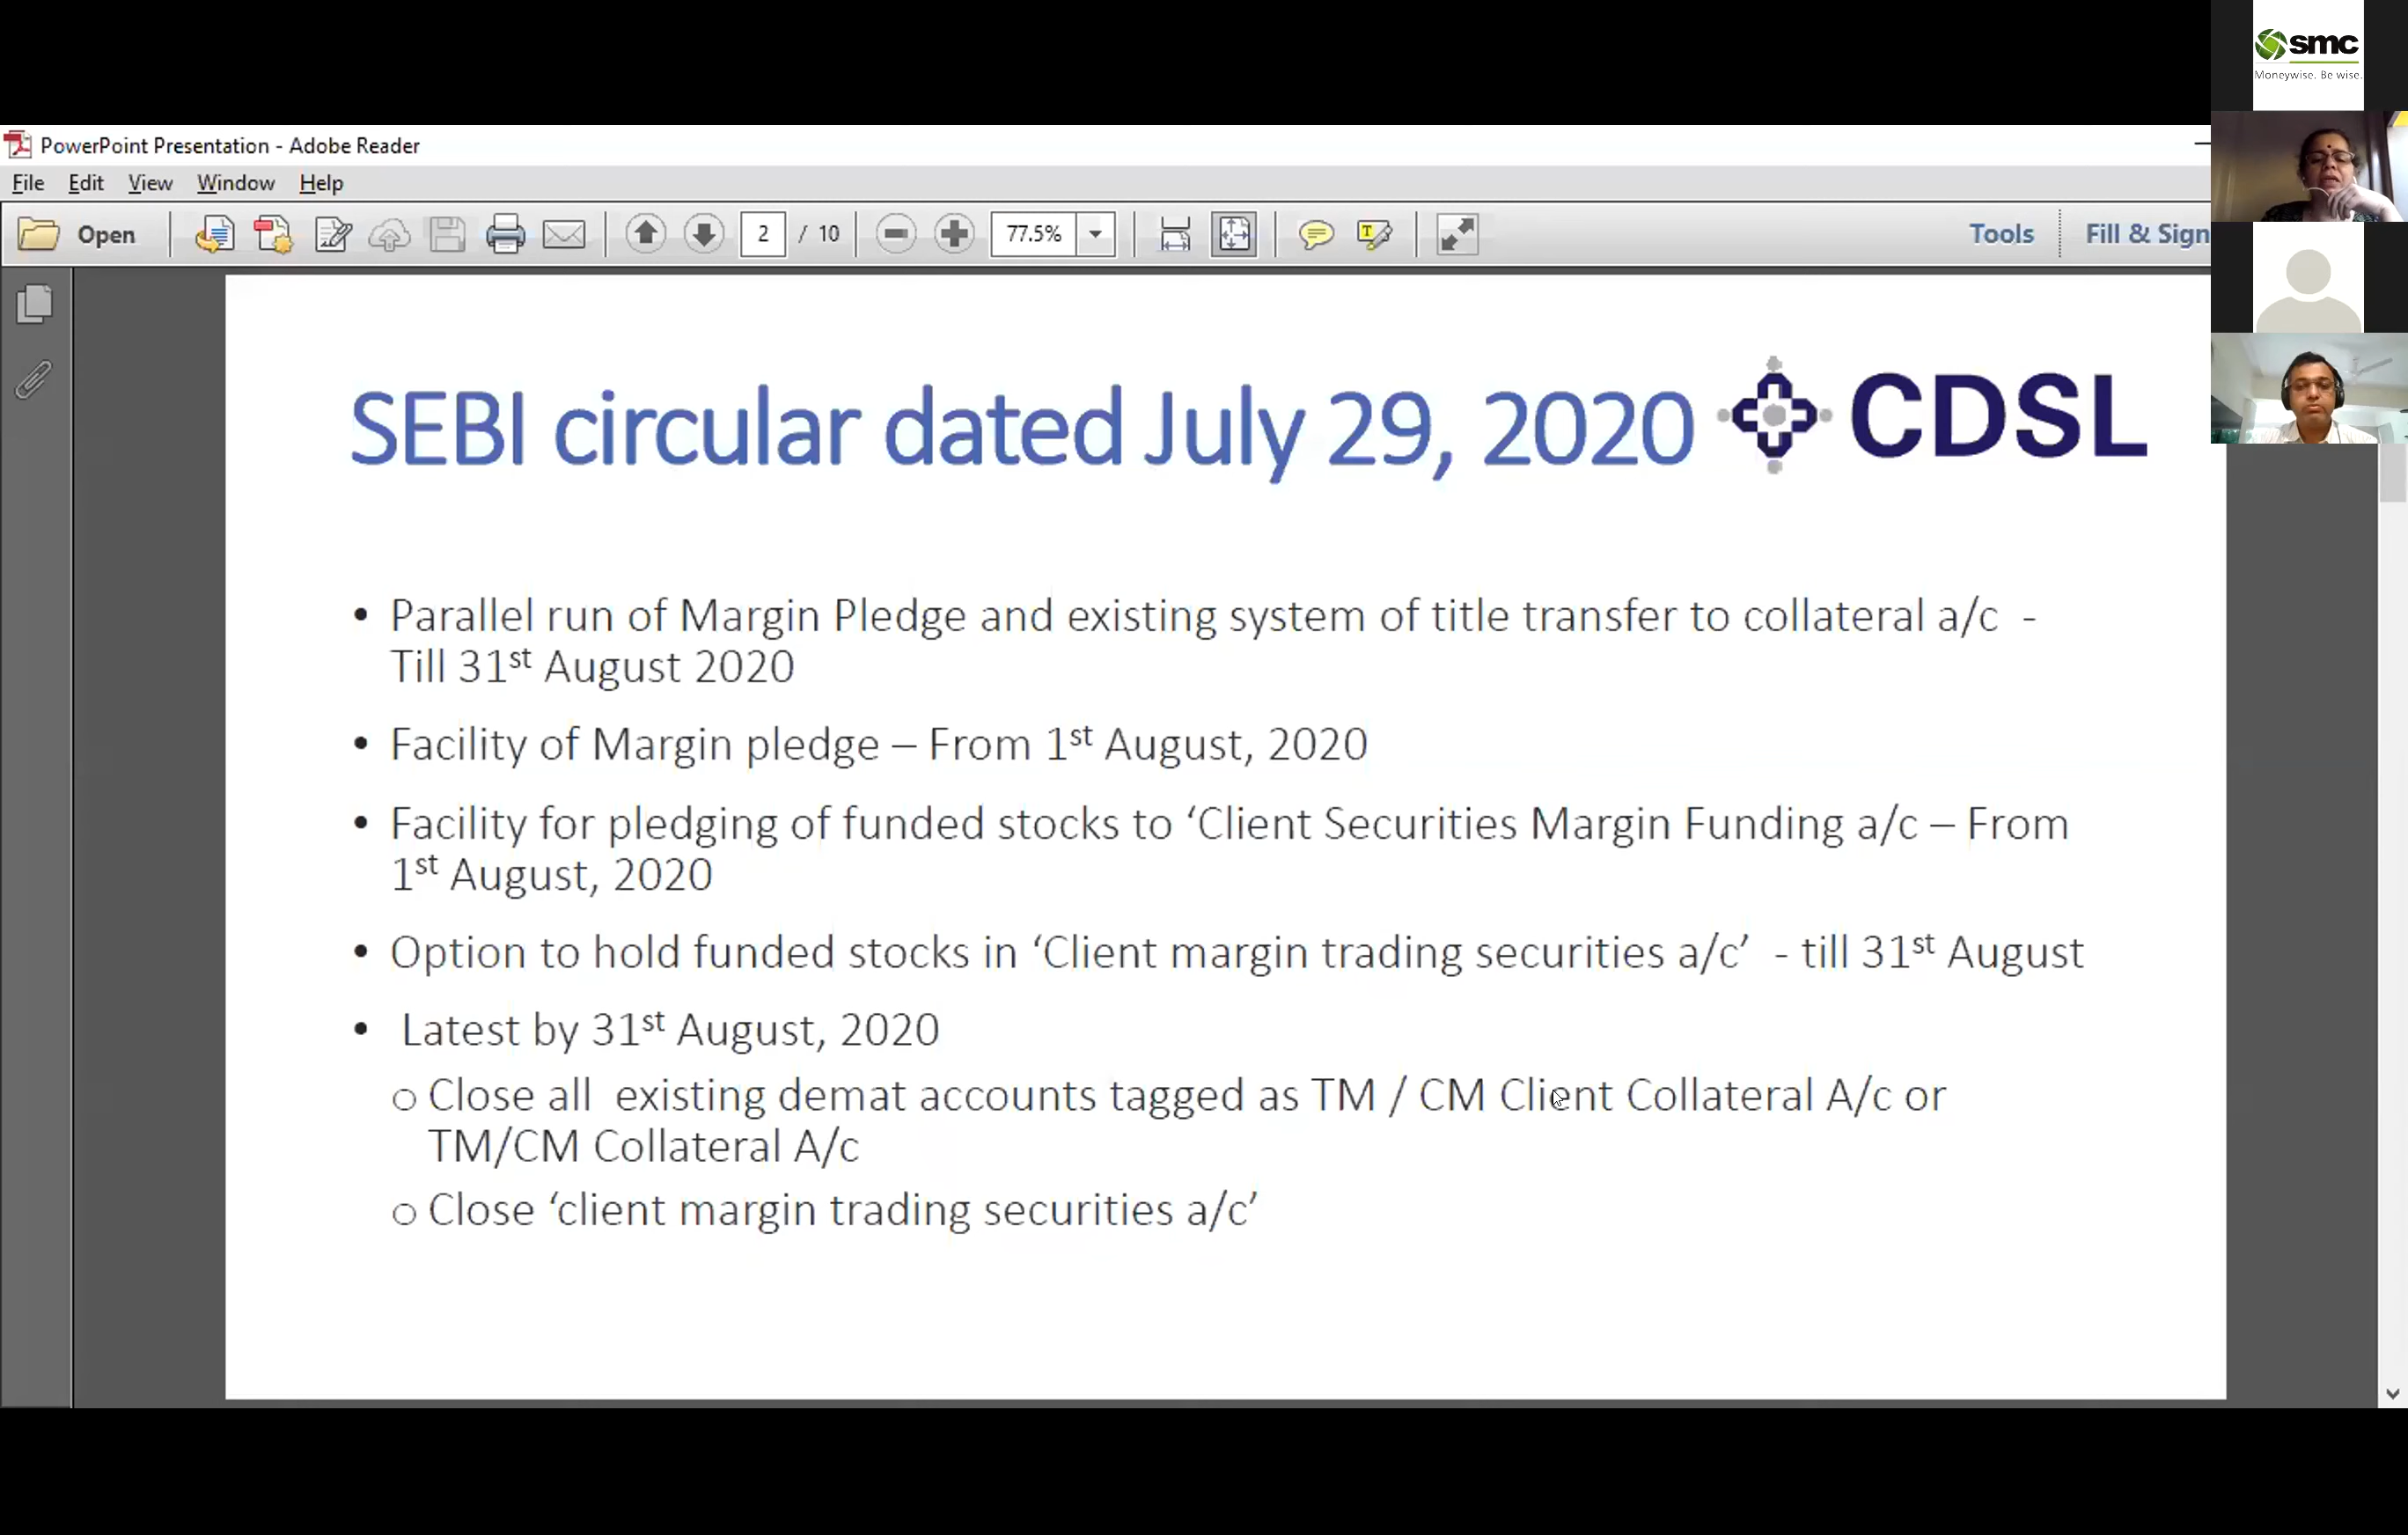 smc
Moneywise. Be wise.
PowerPoint Presentation - Adobe Reader
File Edit View Window Help
Open 2 / 10 77.5% Tools Fill & Sign
SEBI circular dated July 29, 2020 CDSL
• Parallel run of Margin Pledge and existing system of title transfer to collateral a/c -
Till 31st August 2020
• Facility of Margin pledge – From 1st August, 2020
• Facility for pledging of funded stocks to ‘Client Securities Margin Funding a/c – From
1st August, 2020
• Option to hold funded stocks in ‘Client margin trading securities a/c’ - till 31st August
• Latest by 31st August, 2020
o Close all existing demat accounts tagged as TM / CM Client Collateral A/c or
TM/CM Collateral A/c
o Close ‘client margin trading securities a/c’